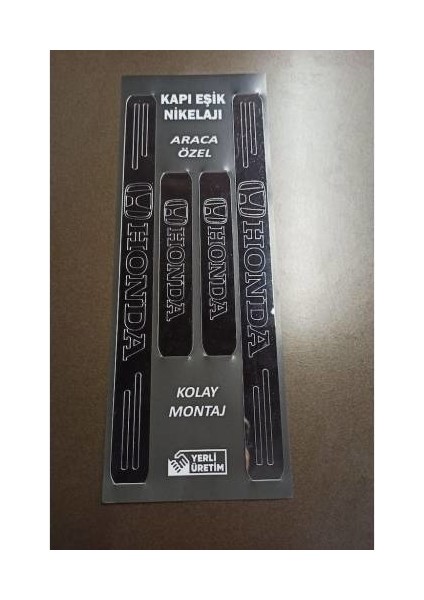 KAPI EŞİK
NİKELAJI
ARACA
ÖZEL
HONDA
HONDA
HONDA
HONDA
KOLAY
MONTAJ
YERLİ
ÜRETİM